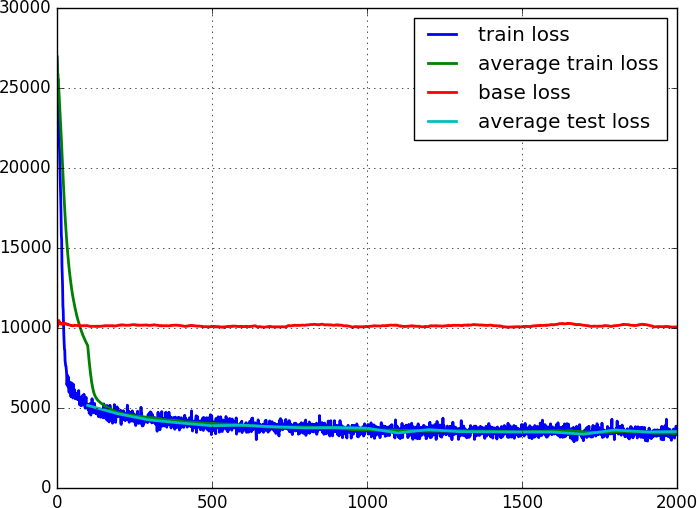 30000
25000
20000
15000
10000
5000
0
0 500 1000 1500 2000
train loss
average train loss
base loss
average test loss